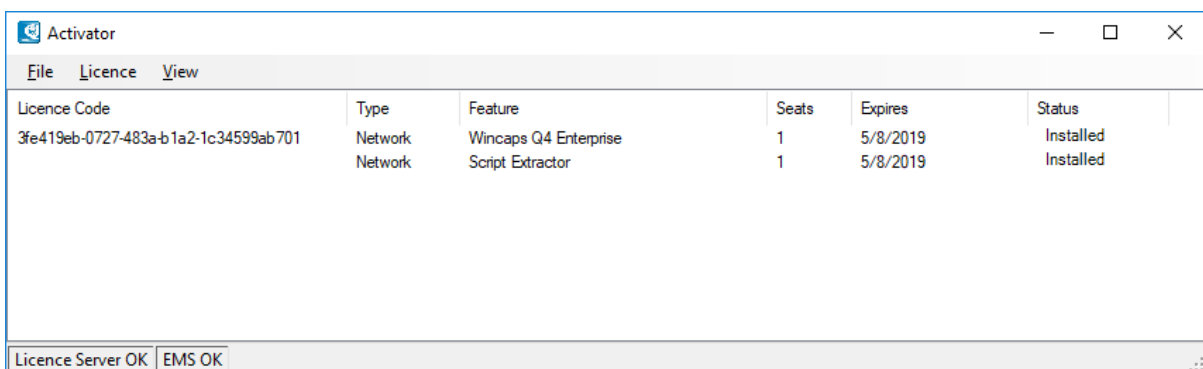 Activator
File Licence View
Licence Code Type Feature Seats Expires Status
3fe419eb-0727-483a-b1a2-1c34599ab701 Network Wincaps Q4 Enterprise 1 5/8/2019 Installed
Network Script Extractor 1 5/8/2019 Installed
Licence Server OK EMS OK